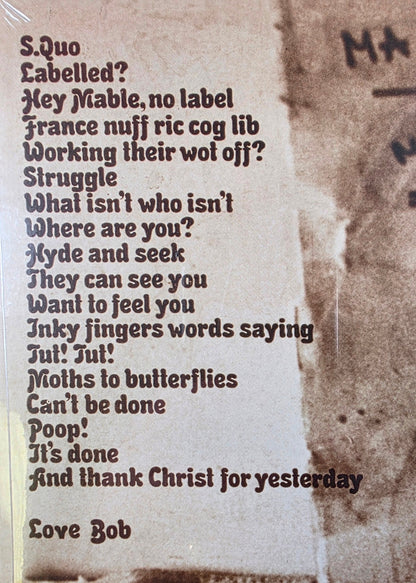 S.Quo
Labelled?
Hey Mable, no label
France nuff ric cog lib
Working their wot off?
Struggle
What isn't who isn't
Where are you?
Hyde and seek
They can see you
Want to feel you
Inky fingers words saying
Tut! Tut!
Moths to butterflies
Can't be done
Poop!
It's done
And thank Christ for yesterday
Love Bob
MA